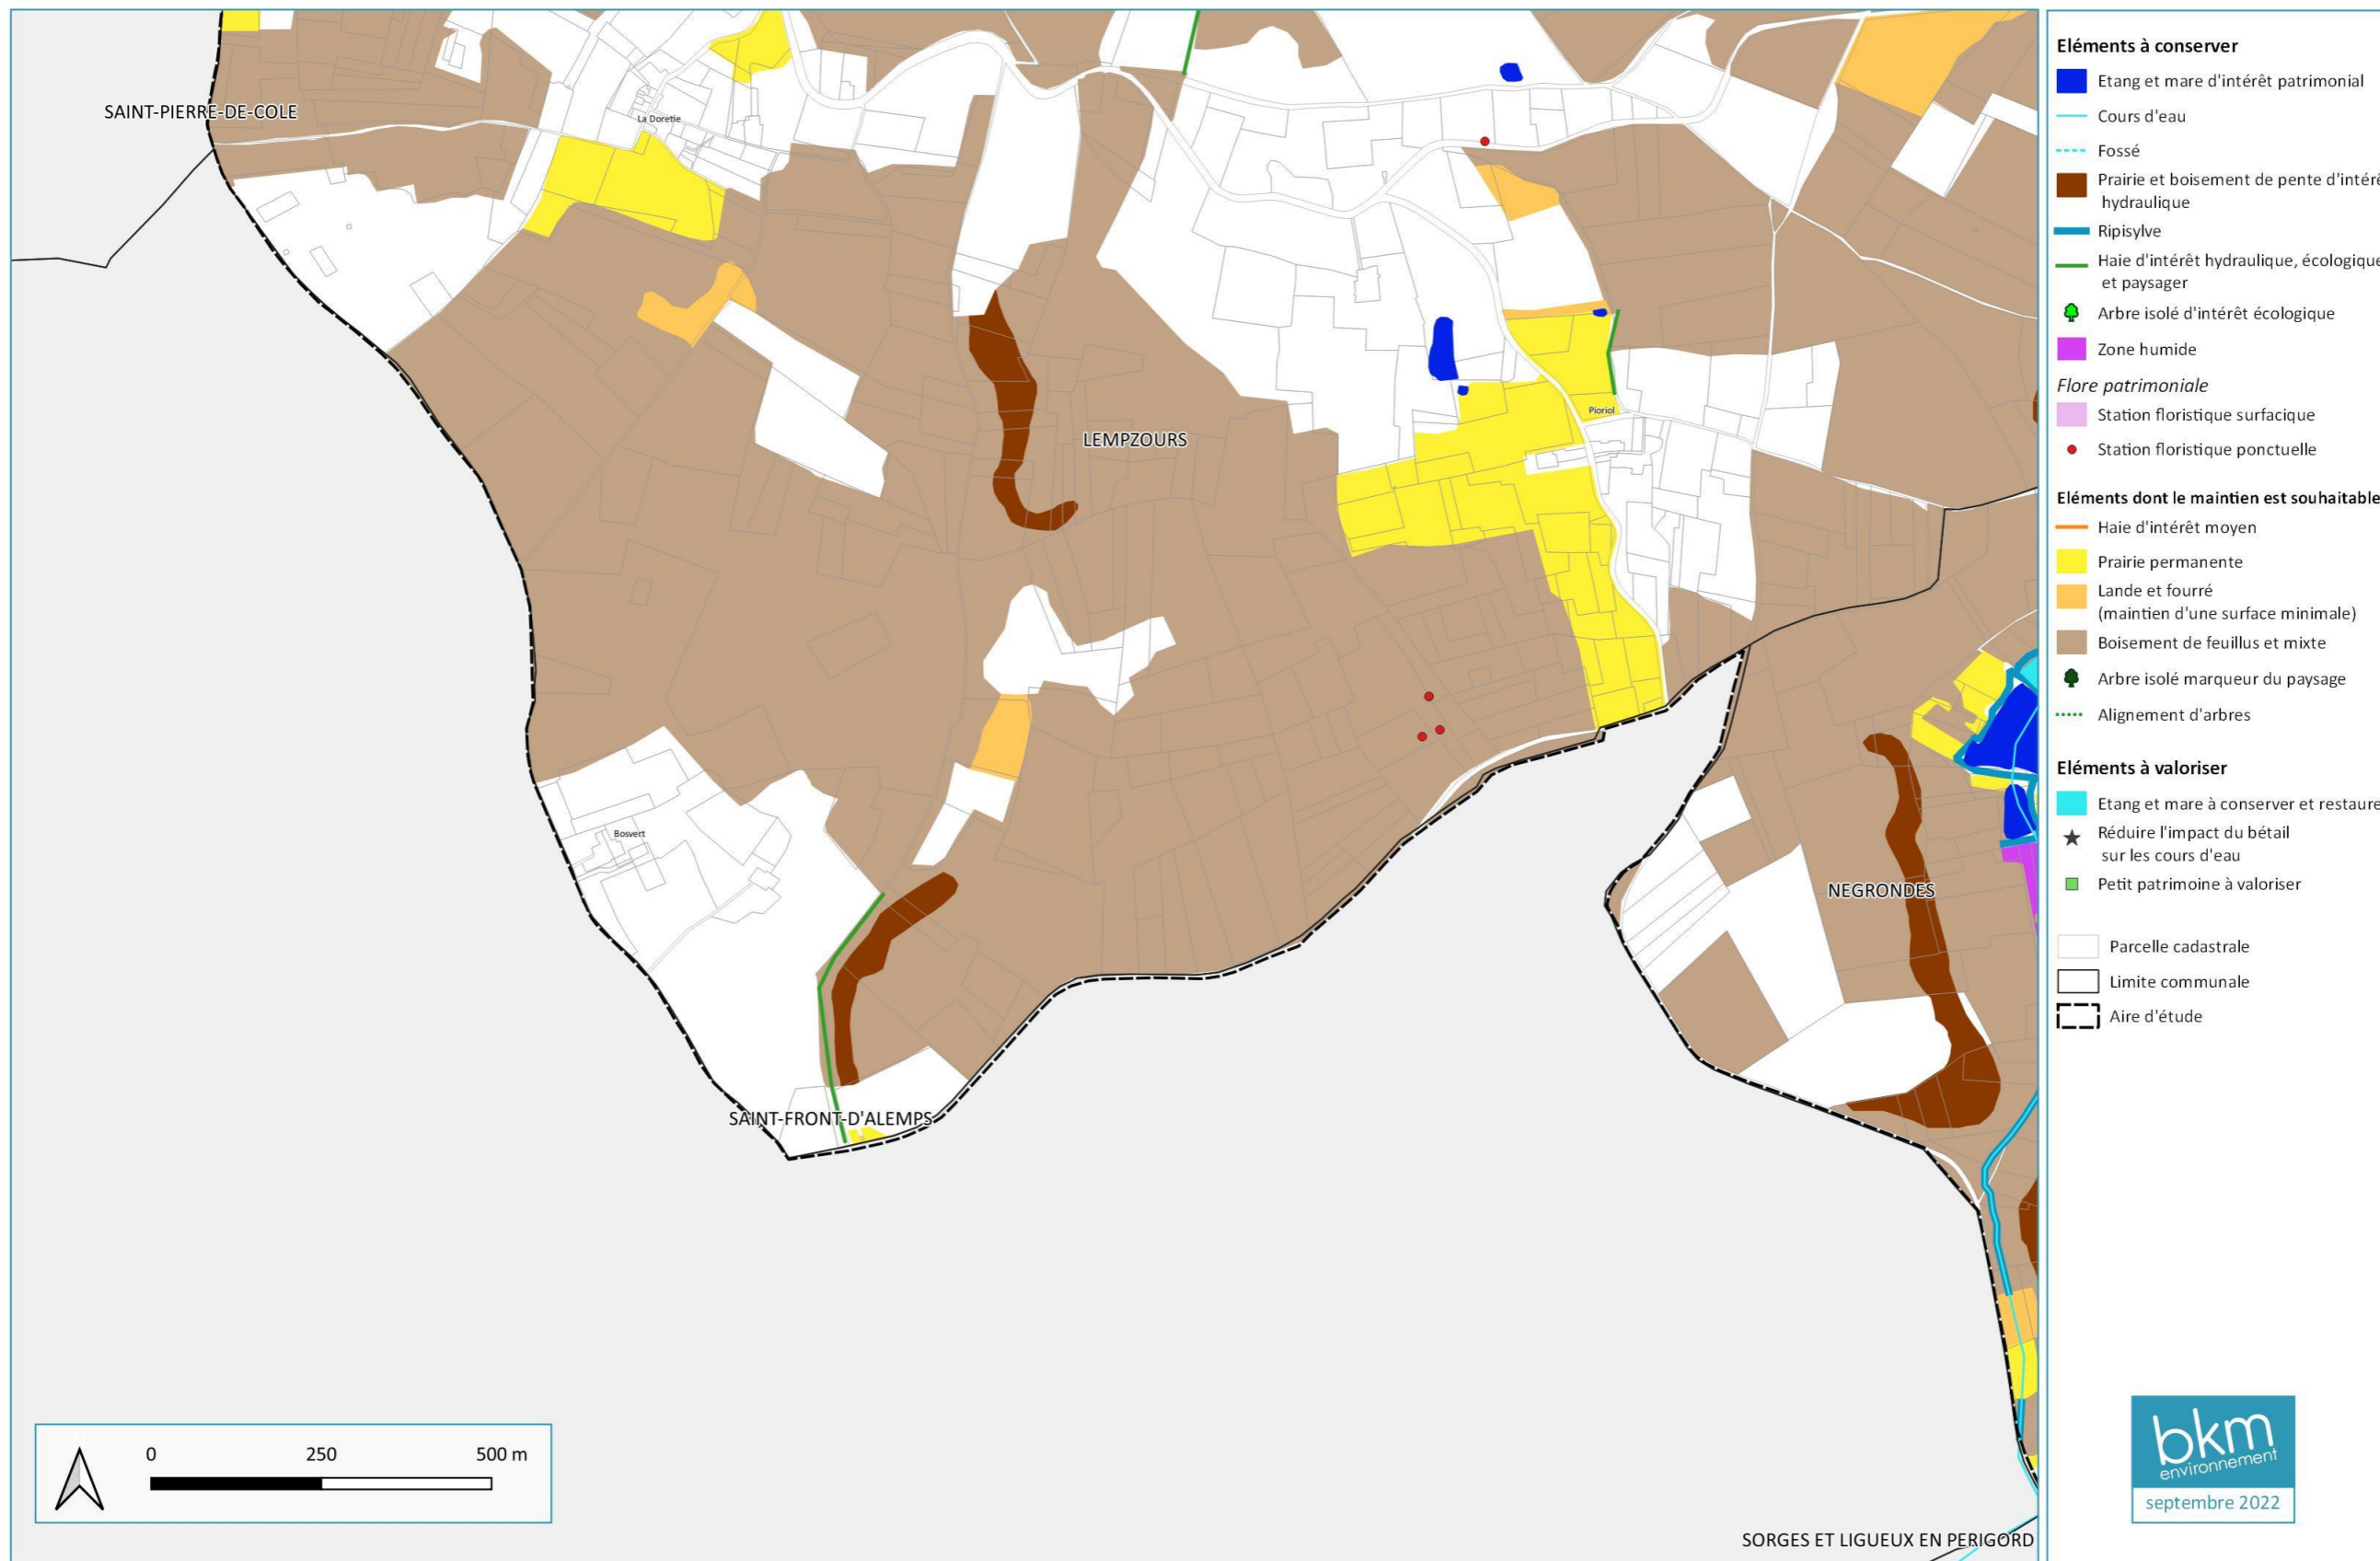 SAINT-PIERRE-DE-COLE
La Doretie
LEMPZOURS
Pioriol
Bosvert
NEGRONDES
SAINT-FRONT-D'ALEMPS
SORGES ET LIGUEUX EN PERIGORD
0 250 500 m
Eléments à conserver
Etang et mare d'intérêt patrimonial
Cours d'eau
Fossé
Prairie et boisement de pente d'intérê
hydraulique
Ripisylve
Haie d'intérêt hydraulique, écologique
et paysager
Arbre isolé d'intérêt écologique
Zone humide
Flore patrimoniale
Station floristique surfacique
Station floristique ponctuelle
Eléments dont le maintien est souhaitable
Haie d'intérêt moyen
Prairie permanente
Lande et fourré
(maintien d'une surface minimale)
Boisement de feuillus et mixte
Arbre isolé marqueur du paysage
Alignement d'arbres
Eléments à valoriser
Etang et mare à conserver et restaure
Réduire l'impact du bétail
sur les cours d'eau
Petit patrimoine à valoriser
Parcelle cadastrale
Limite communale
Aire d'étude
bkm
environnement
septembre 2022